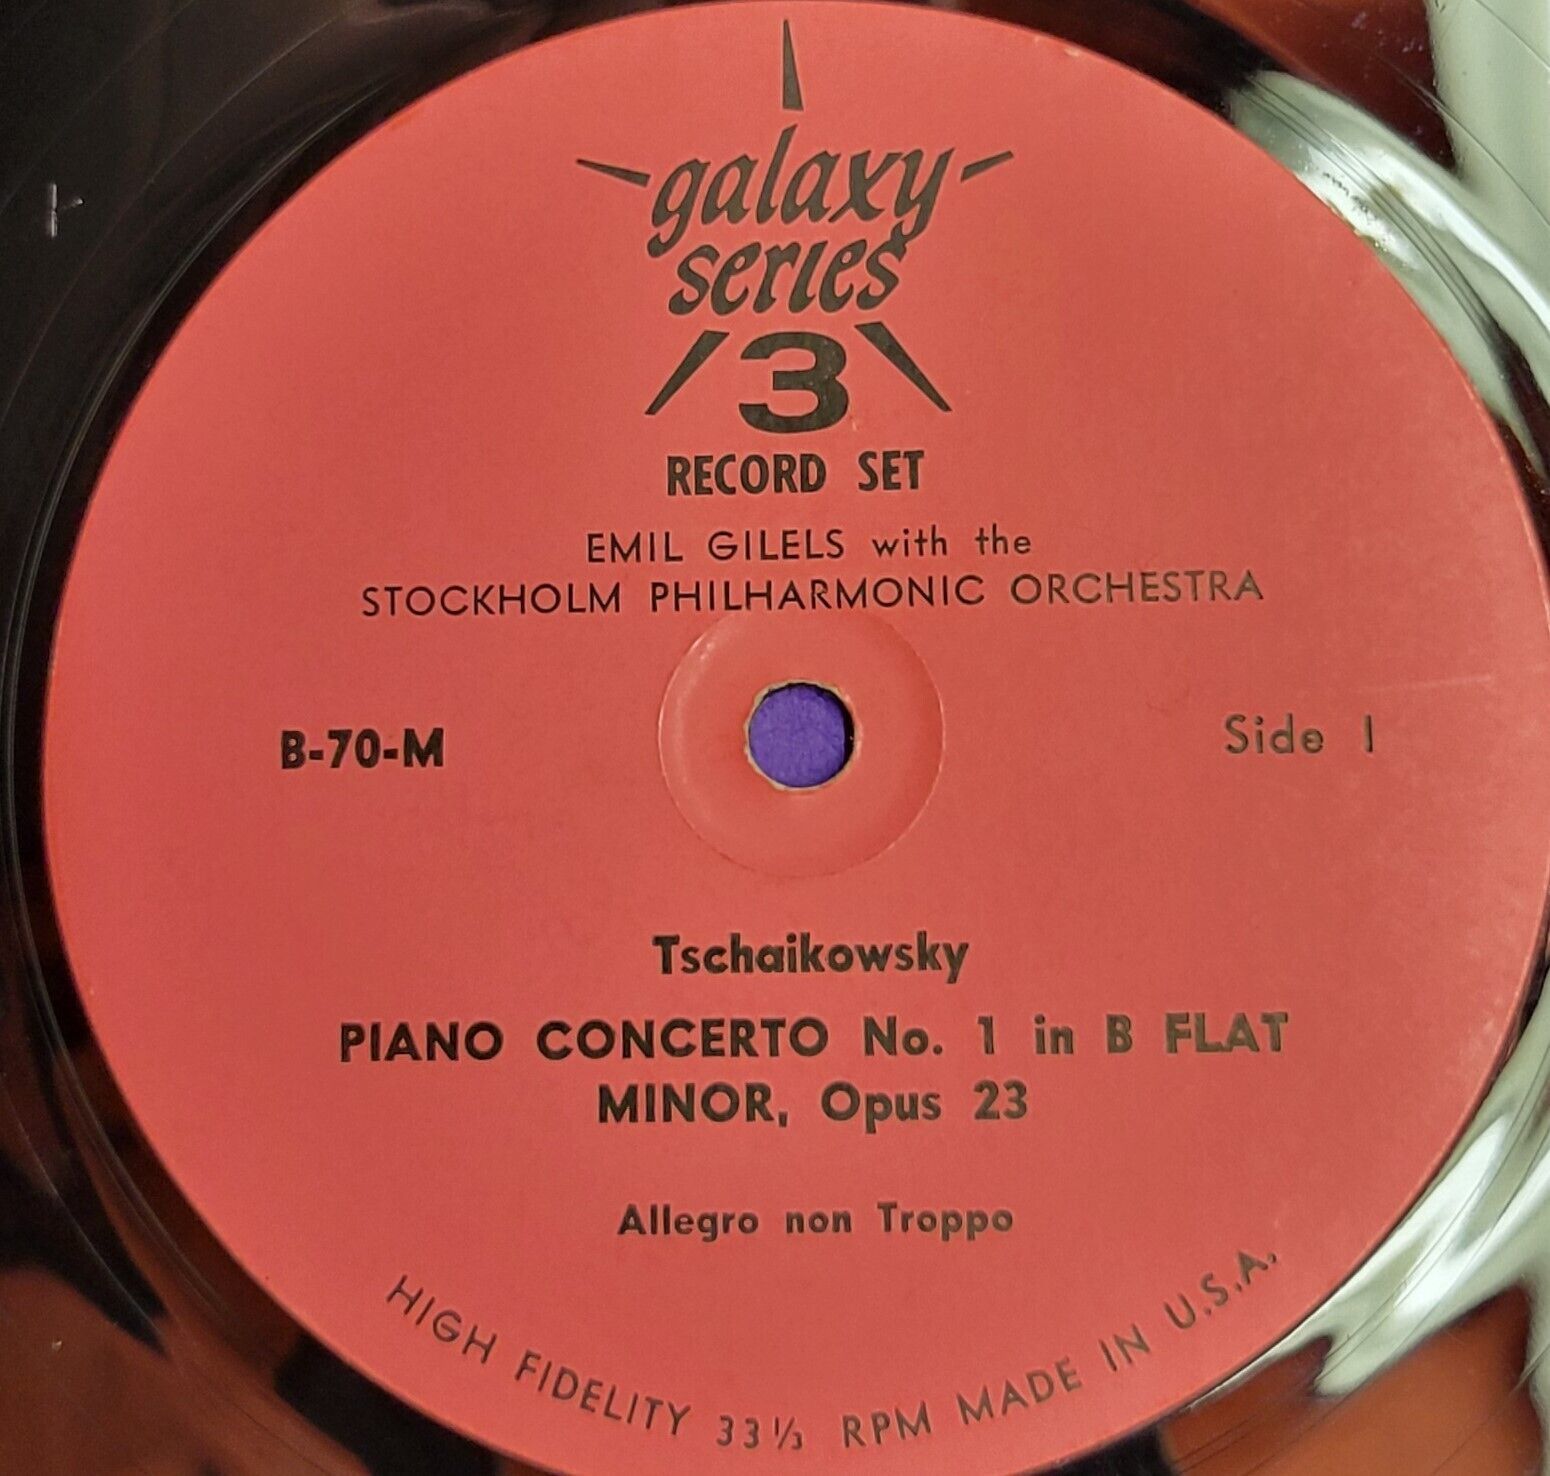 galaxy
series
3
RECORD SET
EMIL GILELS with the
STOCKHOLM PHILHARMONIC ORCHESTRA
B-70-M
Side 1
Tschaikowsky
PIANO CONCERTO No. 1 in B FLAT
MINOR, Opus 23
Allegro non Troppo
HIGH FIDELITY 33⅓ RPM MADE IN U.S.A.